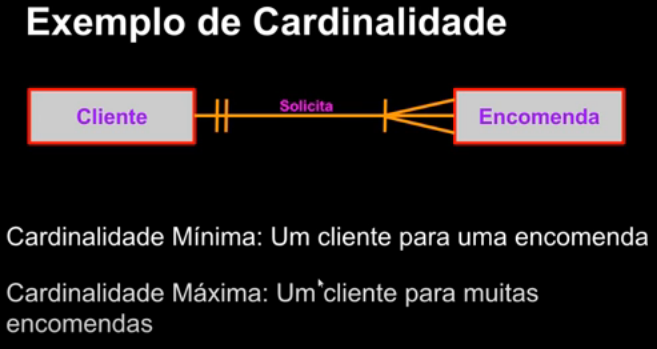 Exemplo de Cardinalidade
Solicita
Cliente
Encomenda
Cardinalidade Mínima: Um cliente para uma encomenda
Cardinalidade Máxima: Um cliente para muitas
encomendas